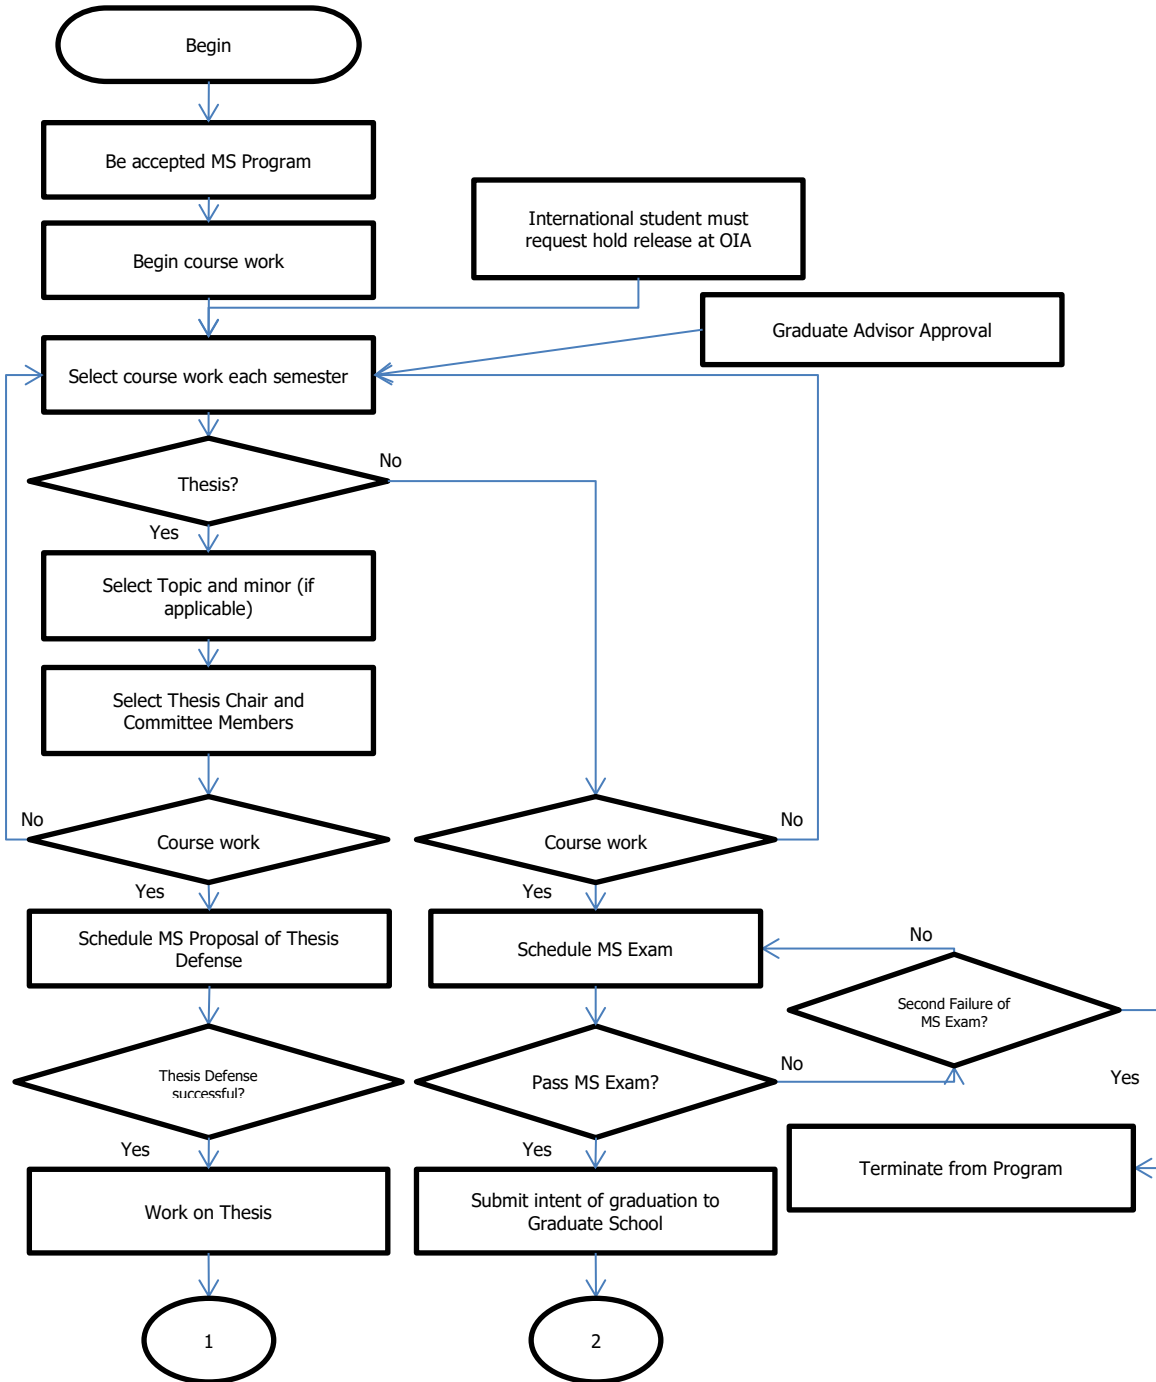 Begin
Be accepted MS Program
International student must
request hold release at OIA
Begin course work
Graduate Advisor Approval
Select course work each semester
No
Thesis?
Yes
Select Topic and minor (if
applicable)
Select Thesis Chair and
Committee Members
No
Course work
Course work
No
Yes
Yes
Schedule MS Proposal of Thesis
Defense
Schedule MS Exam
No
Second Failure of
MS Exam?
Thesis Defense
successful?
Pass MS Exam?
No
Yes
Yes
Yes
Terminate from Program
Work on Thesis
Submit intent of graduation to
Graduate School
1
2